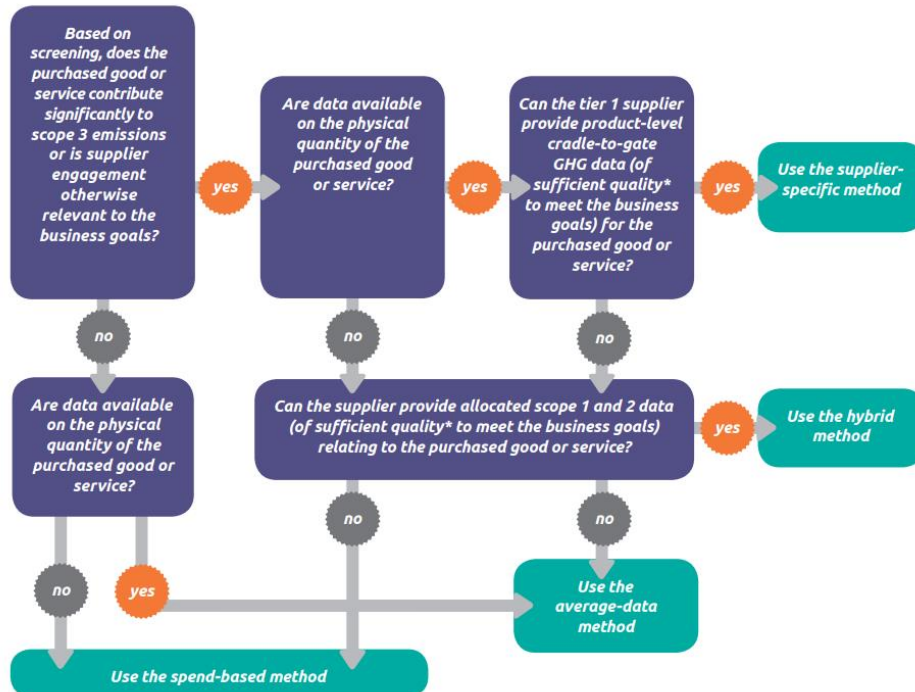 Based on
screening, does the
purchased good or
service contribute
significantly to
scope 3 emissions
or is supplier
engagement
otherwise
relevant to the
business goals?
yes
Are data available
on the physical
quantity of the
purchased good
or service?
yes
Can the tier 1 supplier
provide product-level
cradle-to-gate
GHG data (of
sufficient quality*
to meet the business
goals) for the
purchased good or
service?
yes
Use the supplier-
specific method
no
no
no
Are data available
on the physical
quantity of the
purchased good or
service?
Can the supplier provide allocated scope 1 and 2 data
(of sufficient quality* to meet the business goals)
relating to the purchased good or service?
yes
Use the hybrid
method
no
yes
no
no
Use the
average-data
method
Use the spend-based method